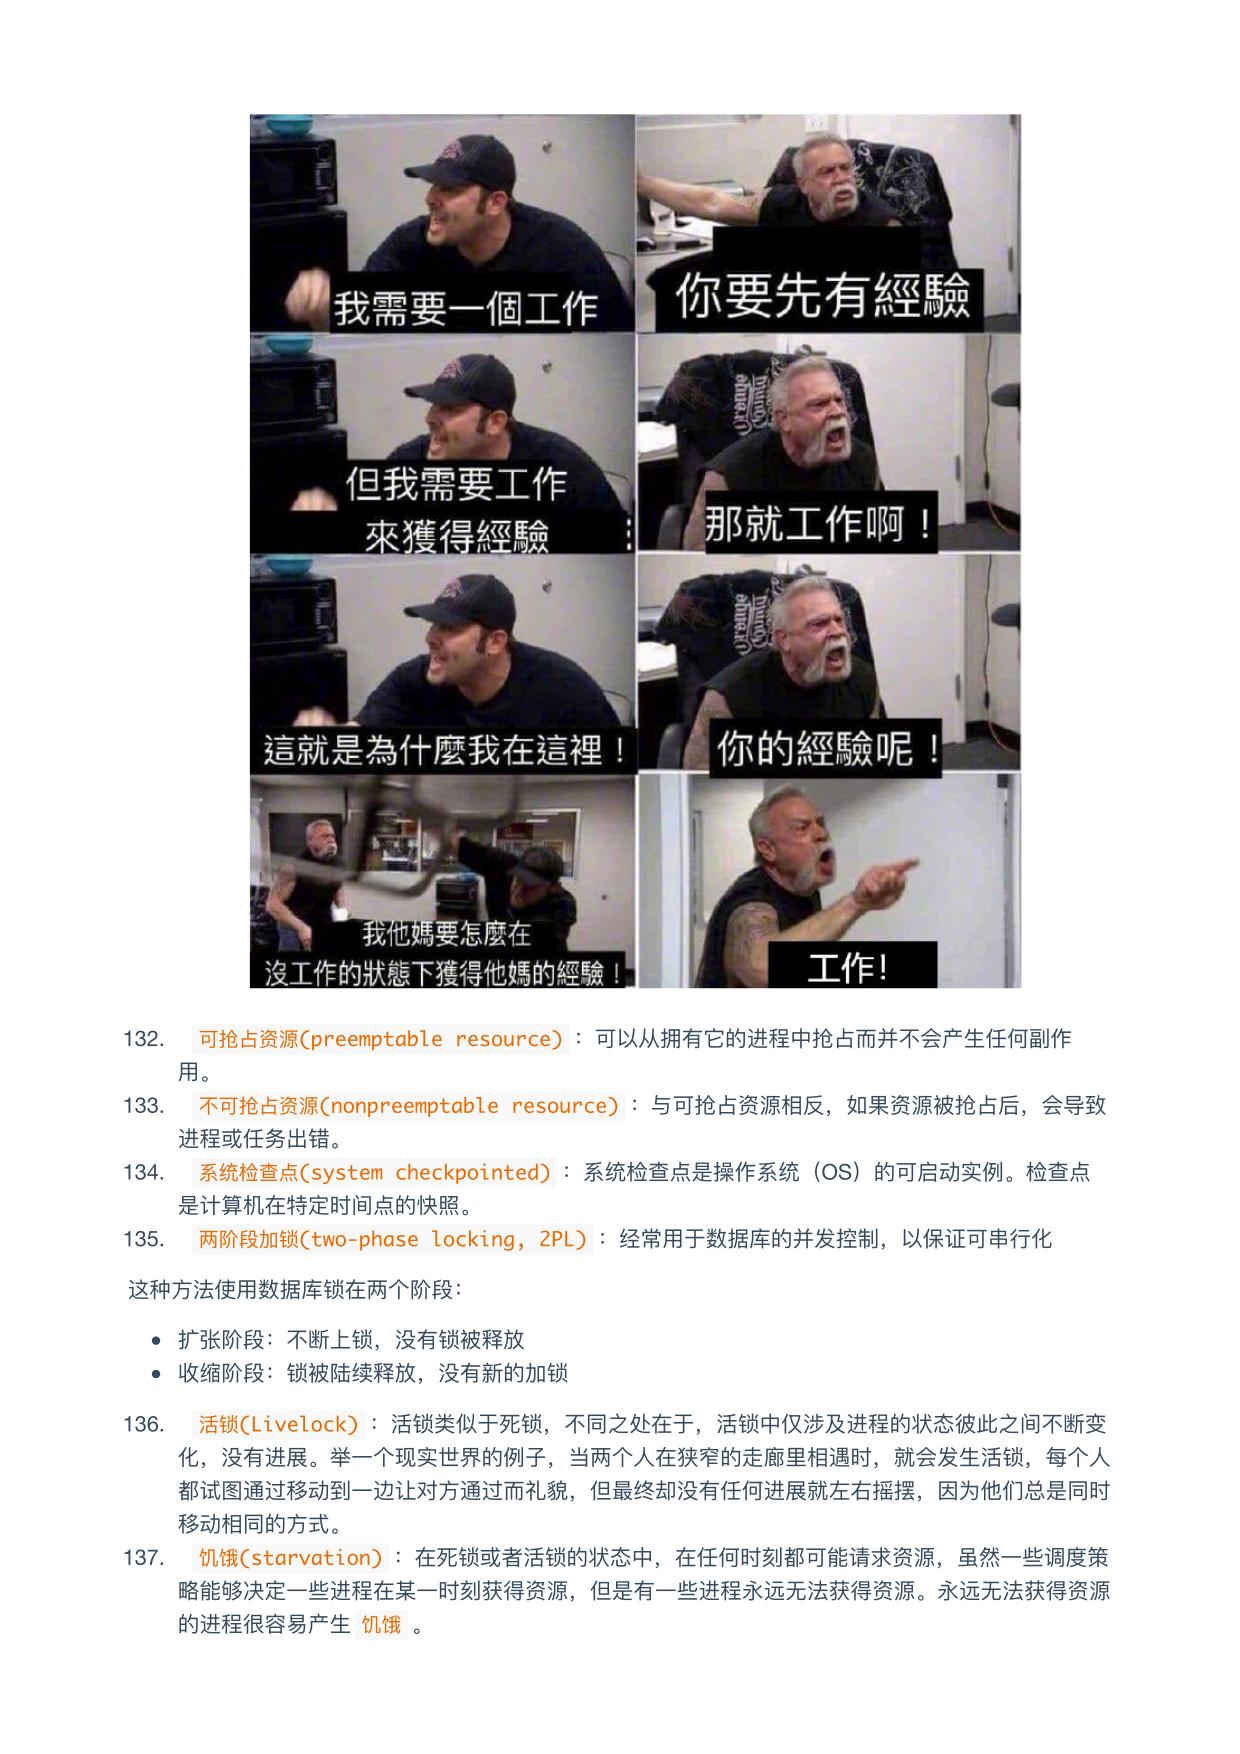 我需要一個工作
你要先有經驗
但我需要工作
來獲得經驗
Orange
County
那就工作啊！
這就是為什麼我在這裡！
Orange
County
你的經驗呢！
我他媽要怎麼在
沒工作的狀態下獲得他媽的經驗！
工作！
132. 可抢占资源(preemptable resource)：可以从拥有它的进程中抢占而并不会产生任何副作
用。
133. 不可抢占资源(nonpreemptable resource)：与可抢占资源相反，如果资源被抢占后，会导致
进程或任务出错。
134. 系统检查点(system checkpointed)：系统检查点是操作系统（OS）的可启动实例。检查点
是计算机在特定时间点的快照。
135. 两阶段加锁(two-phase locking, 2PL)：经常用于数据库的并发控制，以保证可串行化
这种方法使用数据库锁在两个阶段：
• 扩张阶段：不断上锁，没有锁被释放
• 收缩阶段：锁被陆续释放，没有新的加锁
136. 活锁(Livelock)：活锁类似于死锁，不同之处在于，活锁中仅涉及进程的状态彼此之间不断变
化，没有进展。举一个现实世界的例子，当两个人在狭窄的走廊里相遇时，就会发生活锁，每个人
都试图通过移动到一边让对方通过而礼貌，但最终却没有任何进展就左右摇摆，因为他们总是同时
移动相同的方式。
137. 饥饿(starvation)：在死锁或者活锁的状态中，在任何时刻都可能请求资源，虽然一些调度策
略能够决定一些进程在某一时刻获得资源，但是有一些进程永远无法获得资源。永远无法获得资源
的进程很容易产生 饥饿 。